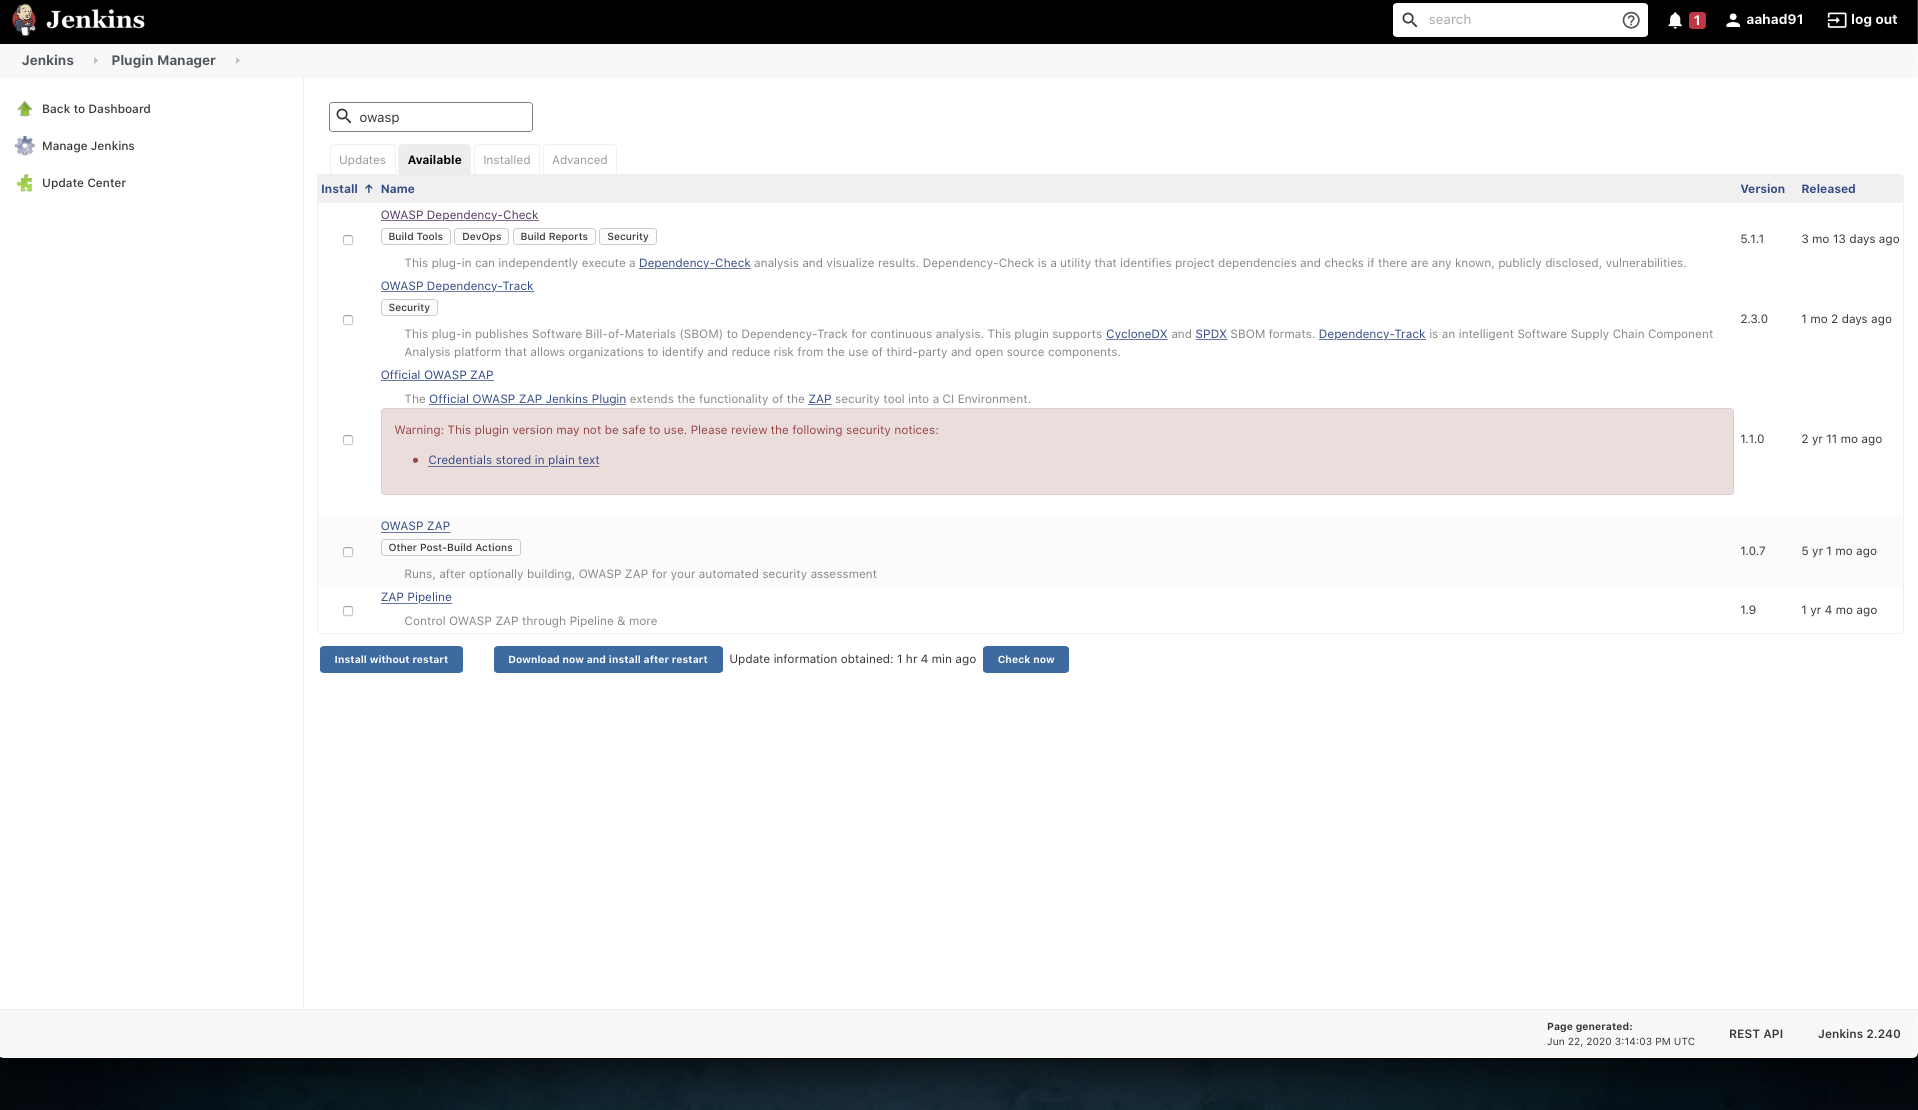 Jenkins
search
1
aahad91
log out
Jenkins
Plugin Manager
Back to Dashboard
Manage Jenkins
Update Center
owasp
Updates
Available
Installed
Advanced
Install ↑ Name Version Released
OWASP Dependency-Check
Build Tools DevOps Build Reports Security
5.1.1 3 mo 13 days ago
This plug-in can independently execute a Dependency-Check analysis and visualize results. Dependency-Check is a utility that identifies project dependencies and checks if there are any known, publicly disclosed, vulnerabilities.
OWASP Dependency-Track
Security
2.3.0 1 mo 2 days ago
This plug-in publishes Software Bill-of-Materials (SBOM) to Dependency-Track for continuous analysis. This plugin supports CycloneDX and SPDX SBOM formats. Dependency-Track is an intelligent Software Supply Chain Component
Analysis platform that allows organizations to identify and reduce risk from the use of third-party and open source components.
Official OWASP ZAP
The Official OWASP ZAP Jenkins Plugin extends the functionality of the ZAP security tool into a CI Environment.
Warning: This plugin version may not be safe to use. Please review the following security notices:
1.1.0 2 yr 11 mo ago
• Credentials stored in plain text
OWASP ZAP
Other Post-Build Actions
1.0.7 5 yr 1 mo ago
Runs, after optionally building, OWASP ZAP for your automated security assessment
ZAP Pipeline
1.9 1 yr 4 mo ago
Control OWASP ZAP through Pipeline & more
Install without restart
Download now and install after restart
Update information obtained: 1 hr 4 min ago
Check now
Page generated:
Jun 22, 2020 3:14:03 PM UTC
REST API
Jenkins 2.240